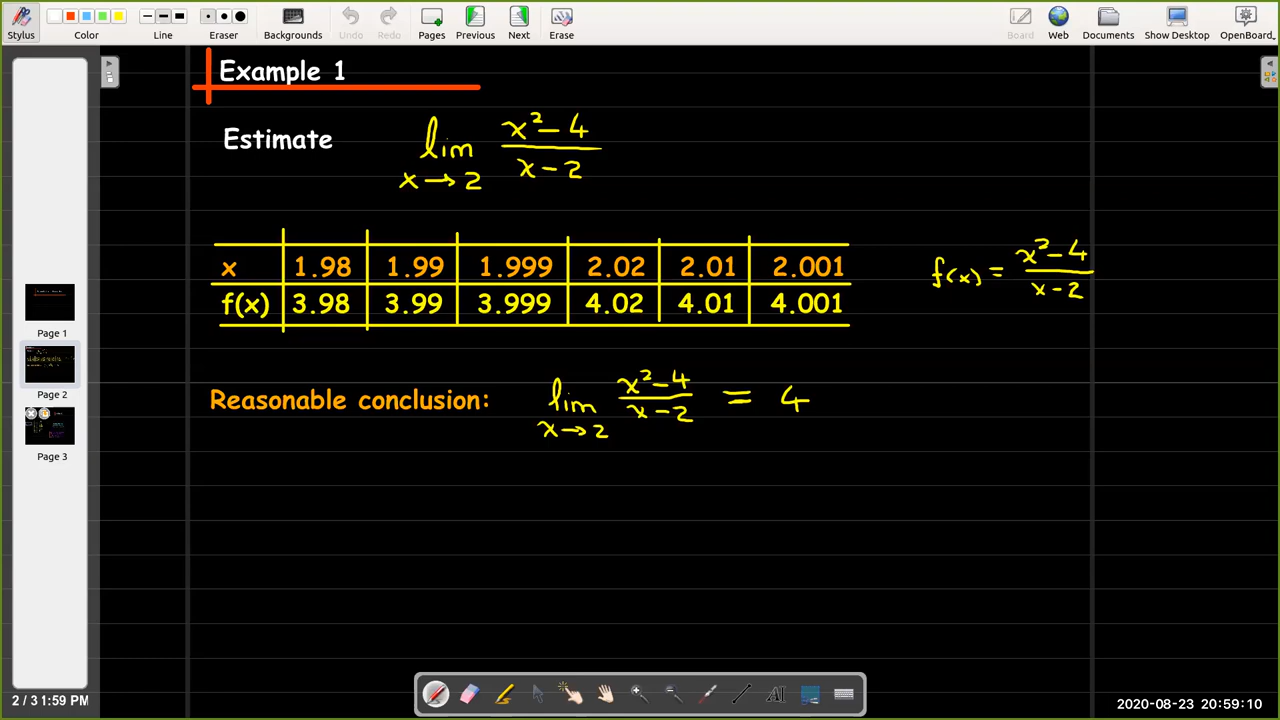 Stylus Color Line Eraser Backgrounds Undo Redo Pages Previous Next Erase Board Web Documents Show Desktop OpenBoard
Example 1
Estimate lim x→2 (x²-4)/(x-2)
x 1.98 1.99 1.999 2.02 2.01 2.001
f(x) 3.98 3.99 3.999 4.02 4.01 4.001
f(x) = (x²-4)/(x-2)
Reasonable conclusion: lim x→2 (x²-4)/(x-2) = 4
Page 1
Page 2
Page 3
2 / 3 1:59 PM
AI
2020-08-23 20:59:10